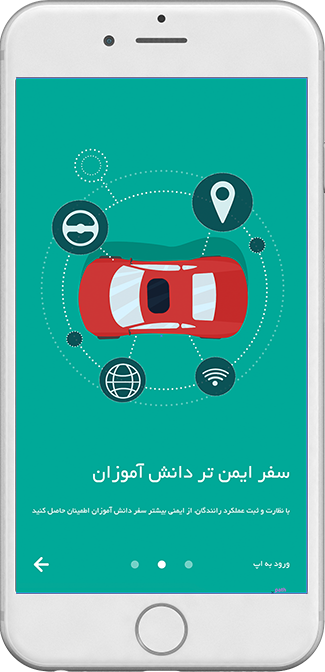 سفر ایمن تر دانش آموزان
با نظارت و ثبت عملکرد رانندگان، از ایمنی بیشتر سفر دانش آموزان اطمینان حاصل کنید
ورود به اپ